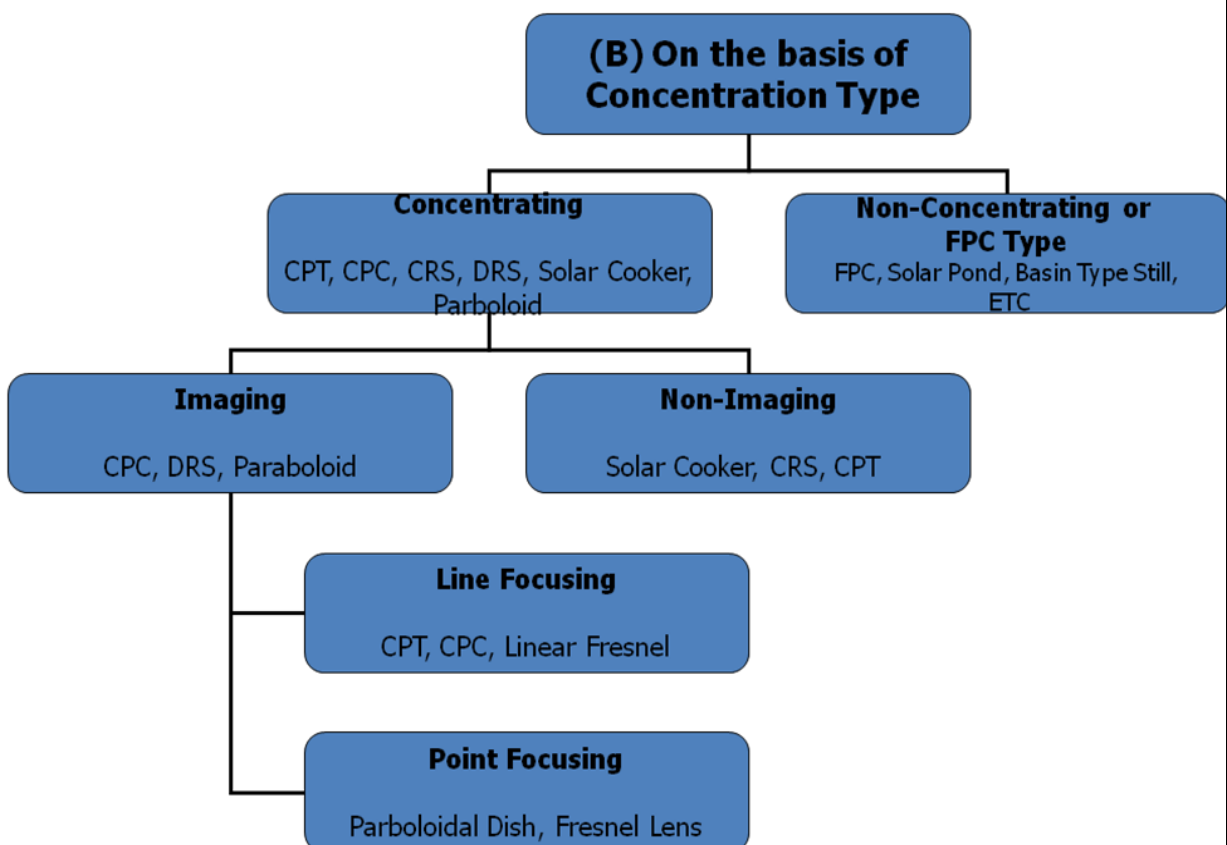 (B) On the basis of
Concentration Type
Concentrating
CPT, CPC, CRS, DRS, Solar Cooker,
Parboloid
Non-Concentrating or
FPC Type
FPC, Solar Pond, Basin Type Still,
ETC
Imaging
CPC, DRS, Paraboloid
Non-Imaging
Solar Cooker, CRS, CPT
Line Focusing
CPT, CPC, Linear Fresnel
Point Focusing
Parboloidal Dish, Fresnel Lens